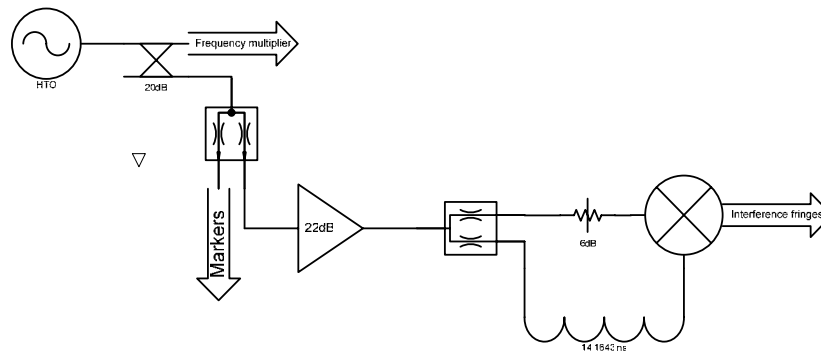 Frequency multiplier
HTO
20dB
Markers
22dB
6dB
Interference fringes
14.1643 ns